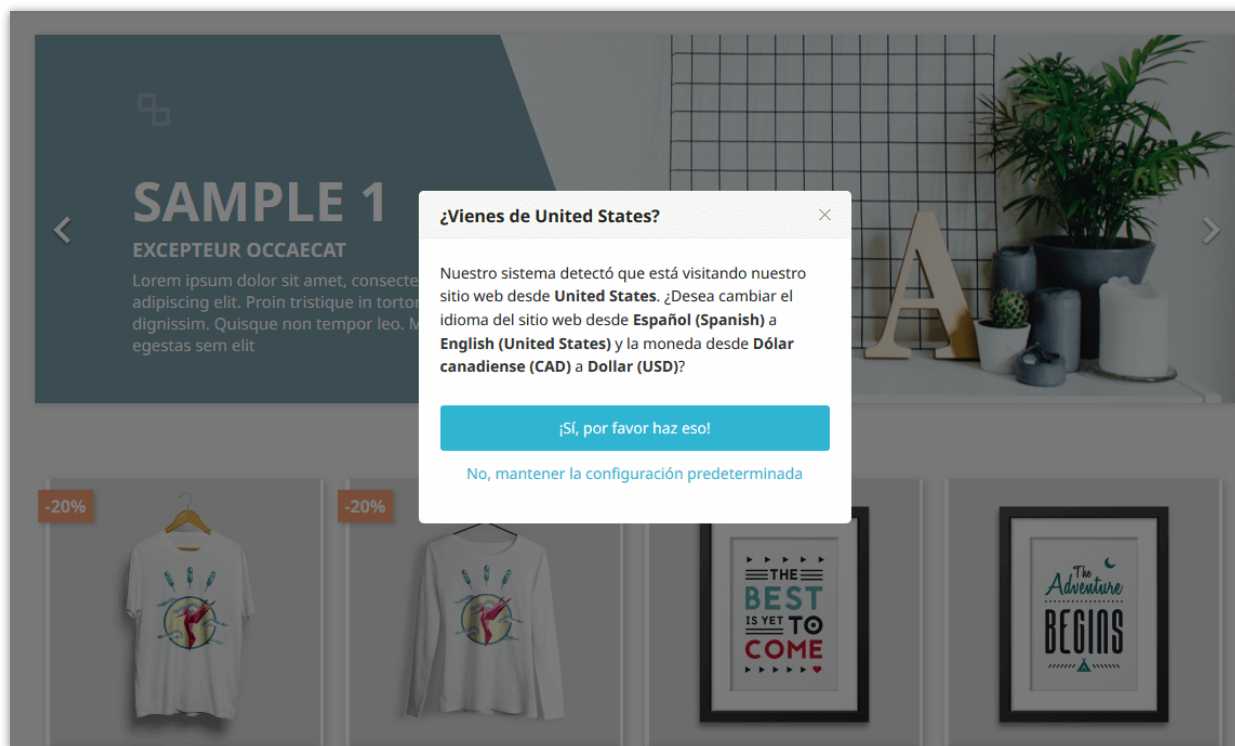 SAMPLE 1
EXCEPTEUR OCCAECAT
Lorem ipsum dolor sit amet, consecte
adipiscing elit. Proin tristique in tortor
dignissim. Quisque non tempor leo. M
egestas sem elit
¿Vienes de United States?
Nuestro sistema detectó que está visitando nuestro
sitio web desde United States. ¿Desea cambiar el
idioma del sitio web desde Español (Spanish) a
English (United States) y la moneda desde Dólar
canadiense (CAD) a Dollar (USD)?
¡Sí, por favor haz eso!
No, mantener la configuración predeterminada
A
-20%
-20%
THE
BEST
IS YET TO
COME
The
Adventure
BEGINS